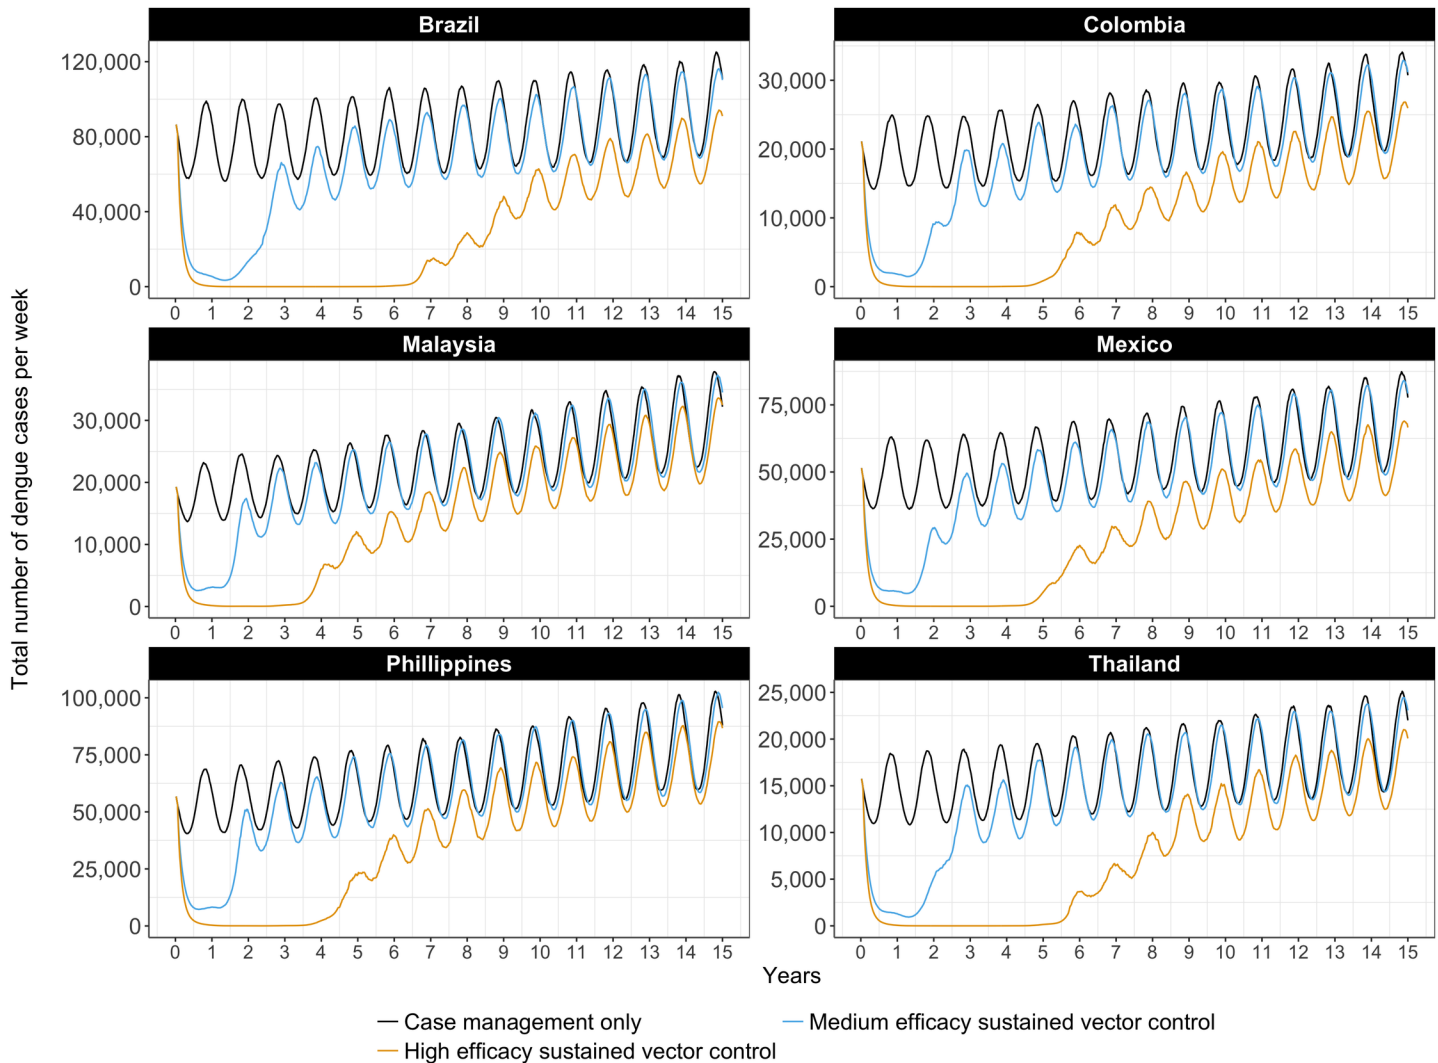 Brazil
Colombia
120,000
80,000
40,000
0
0 1 2 3 4 5 6 7 8 9 10 11 12 13 14 15
30,000
20,000
10,000
0
0 1 2 3 4 5 6 7 8 9 10 11 12 13 14 15
Malaysia
Mexico
30,000
20,000
10,000
0
0 1 2 3 4 5 6 7 8 9 10 11 12 13 14 15
75,000
50,000
25,000
0
0 1 2 3 4 5 6 7 8 9 10 11 12 13 14 15
Phillippines
Thailand
100,000
75,000
50,000
25,000
0
0 1 2 3 4 5 6 7 8 9 10 11 12 13 14 15
25,000
20,000
15,000
10,000
5,000
0
0 1 2 3 4 5 6 7 8 9 10 11 12 13 14 15
Total number of dengue cases per week
Years
Case management only
Medium efficacy sustained vector control
High efficacy sustained vector control